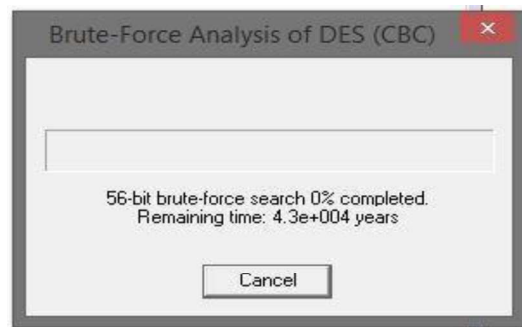 Brute-Force Analysis of DES (CBC)
56-bit brute-force search 0% completed.
Remaining time: 4.3e+004 years
Cancel